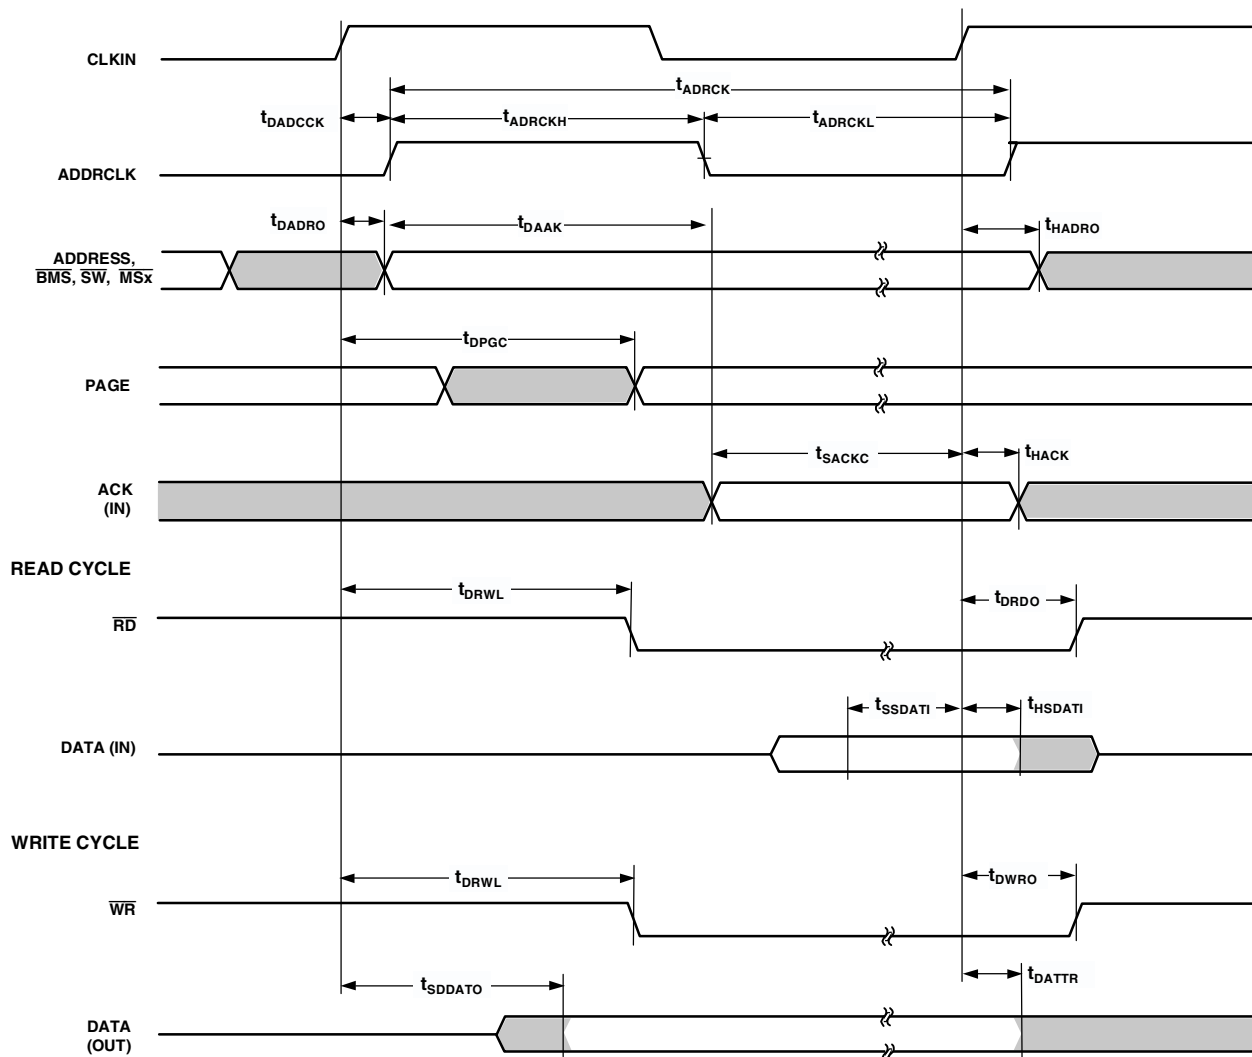 CLKIN
tADRCK
tDADCCK
tADRCKH
tADRCKL
ADDRCLK
tDADRO
tDAAK
tHADRO
ADDRESS,
BMS, SW, MSx
tDPGC
PAGE
tSACKC
tHACK
ACK
(IN)
READ CYCLE
tDRWL
tDRDO
RD
tSSDATI
tHSDATI
DATA (IN)
WRITE CYCLE
tDRWL
tDWRO
WR
tSDDATO
tDATTR
DATA
(OUT)